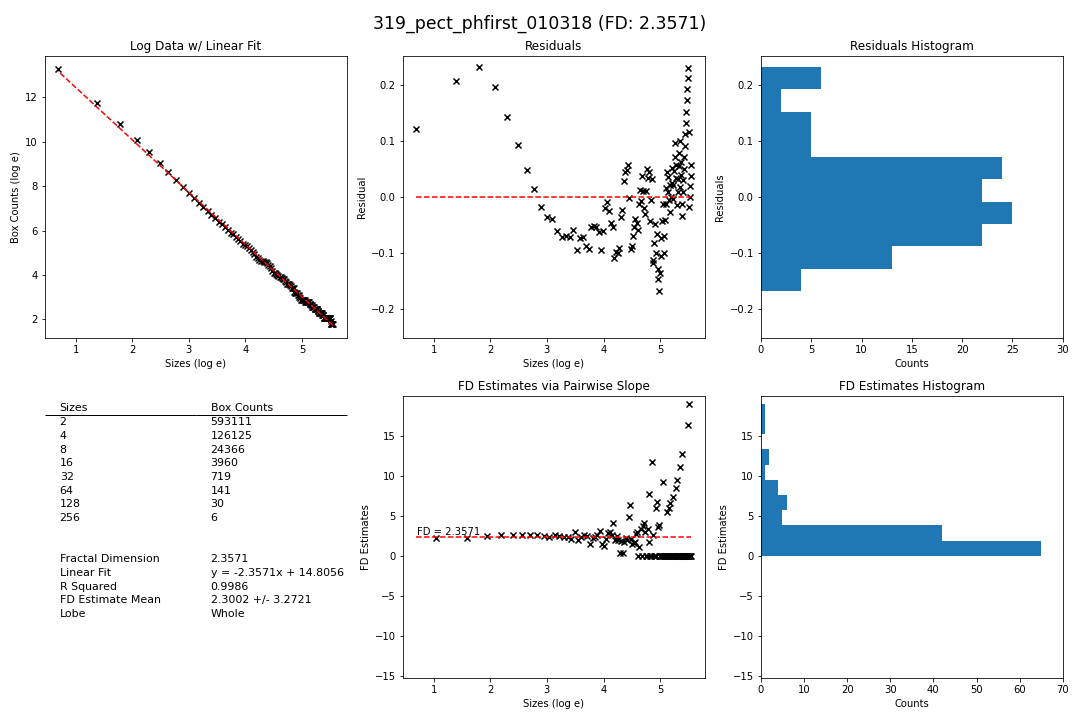 319_pect_phfirst_010318 (FD: 2.3571)
Log Data w/ Linear Fit
Box Counts (log e)
12
10
8
6
4
2
1 2 3 4 5
Sizes (log e)
Residuals
Residual
0.2
0.1
0.0
−0.1
−0.2
1 2 3 4 5
Sizes (log e)
Residuals Histogram
Residuals
0.2
0.1
0.0
−0.1
−0.2
0 5 10 15 20 25 30
Counts
Sizes Box Counts
2 593111
4 126125
8 24366
16 3960
32 719
64 141
128 30
256 6
Fractal Dimension 2.3571
Linear Fit y = -2.3571x + 14.8056
R Squared 0.9986
FD Estimate Mean 2.3002 +/- 3.2721
Lobe Whole
FD Estimates via Pairwise Slope
FD Estimates
15
10
5
0
−5
−10
−15
FD = 2.3571
1 2 3 4 5
Sizes (log e)
FD Estimates Histogram
FD Estimates
15
10
5
0
−5
−10
−15
0 10 20 30 40 50 60 70
Counts